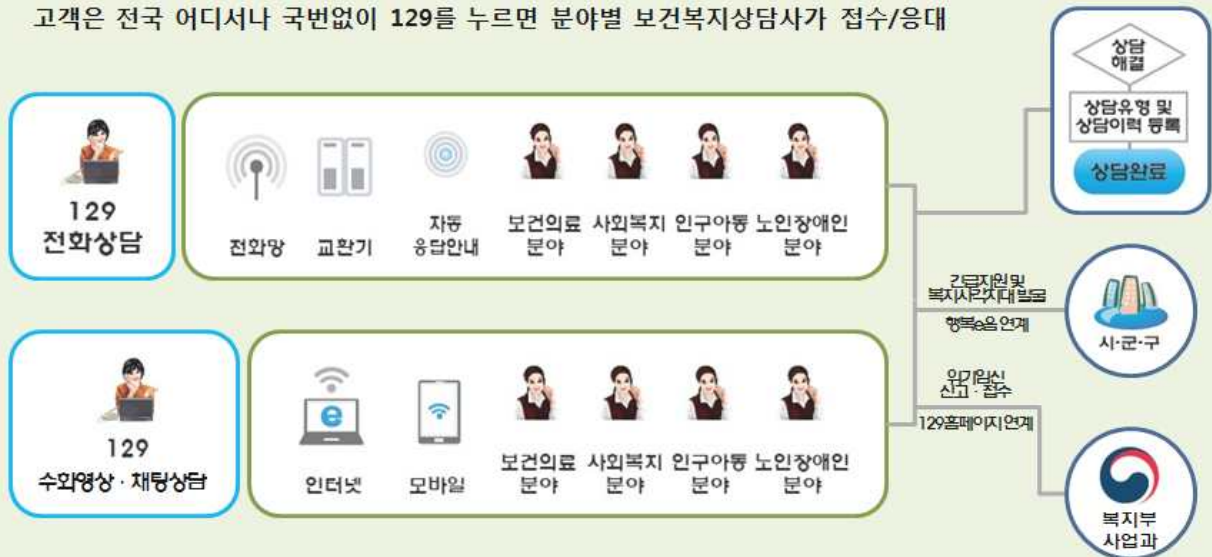 고객은 전국 어디서나 국번없이 129를 누르면 분야별 보건복지상담사가 접수/응대
129
전화상담
전화망
교환기
자동
응답안내
보건의료
분야
사회복지
분야
인구아동
분야
노인장애인
분야
129
수화영상 · 채팅상담
인터넷
모바일
보건의료
분야
사회복지
분야
인구아동
분야
노인장애인
분야
상담
해결
상담유형 및
상담이력 등록
상담완료
긴급지원 및
복지사각지대 발굴
행복e음 연계
시·군·구
위기임신
신고 · 접수
129홈페이지 연계
복지부
사업과